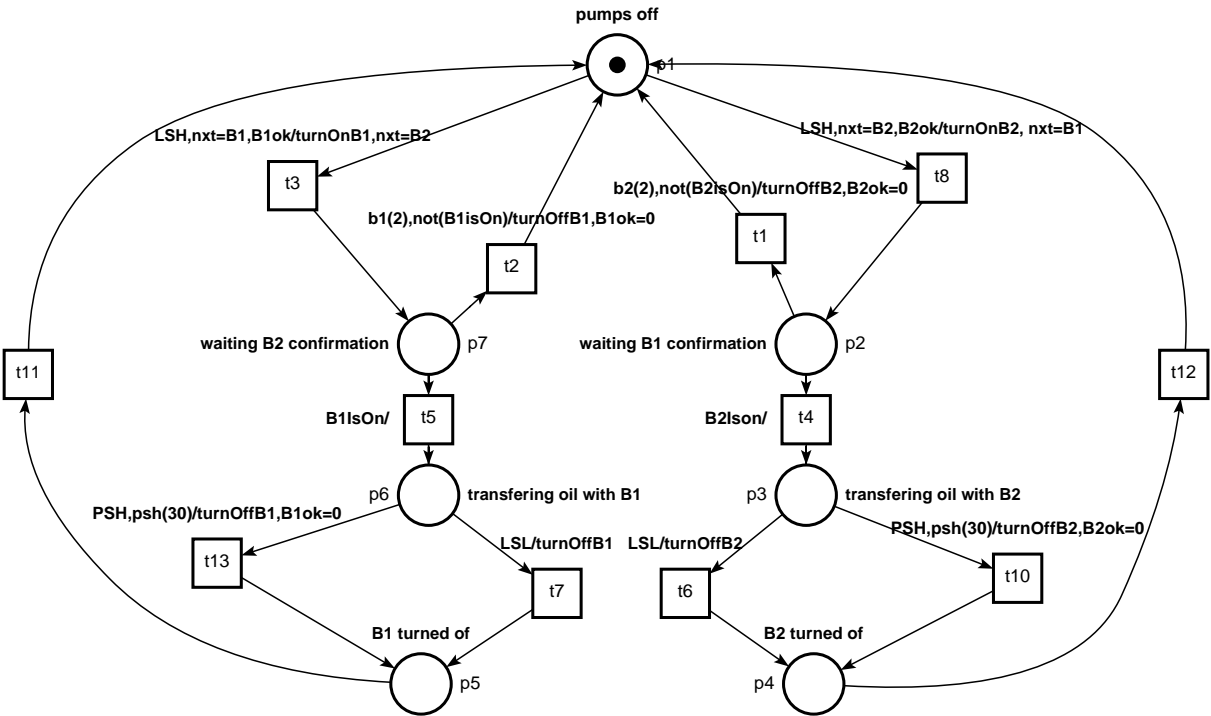 pumps off
p1
LSH,nxt=B1,B1ok/turnOnB1,nxt=B2
LSH,nxt=B2,B2ok/turnOnB2, nxt=B1
t3
t8
b2(2),not(B2isOn)/turnOffB2,B2ok=0
b1(2),not(B1isOn)/turnOffB1,B1ok=0
t1
t2
waiting B2 confirmation
p7
waiting B1 confirmation
p2
t11
t12
B1IsOn/
t5
B2Ison/
t4
p6
transfering oil with B1
p3
transfering oil with B2
PSH,psh(30)/turnOffB1,B1ok=0
PSH,psh(30)/turnOffB2,B2ok=0
LSL/turnOffB1
LSL/turnOffB2
t13
t7
t6
t10
B1 turned of
B2 turned of
p5
p4